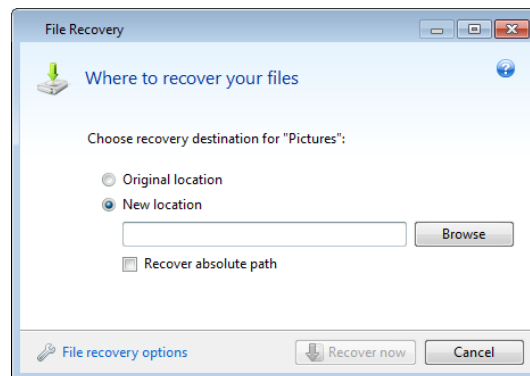 File Recovery
Where to recover your files
Choose recovery destination for "Pictures":
Original location
New location
Browse
Recover absolute path
File recovery options
Recover now
Cancel